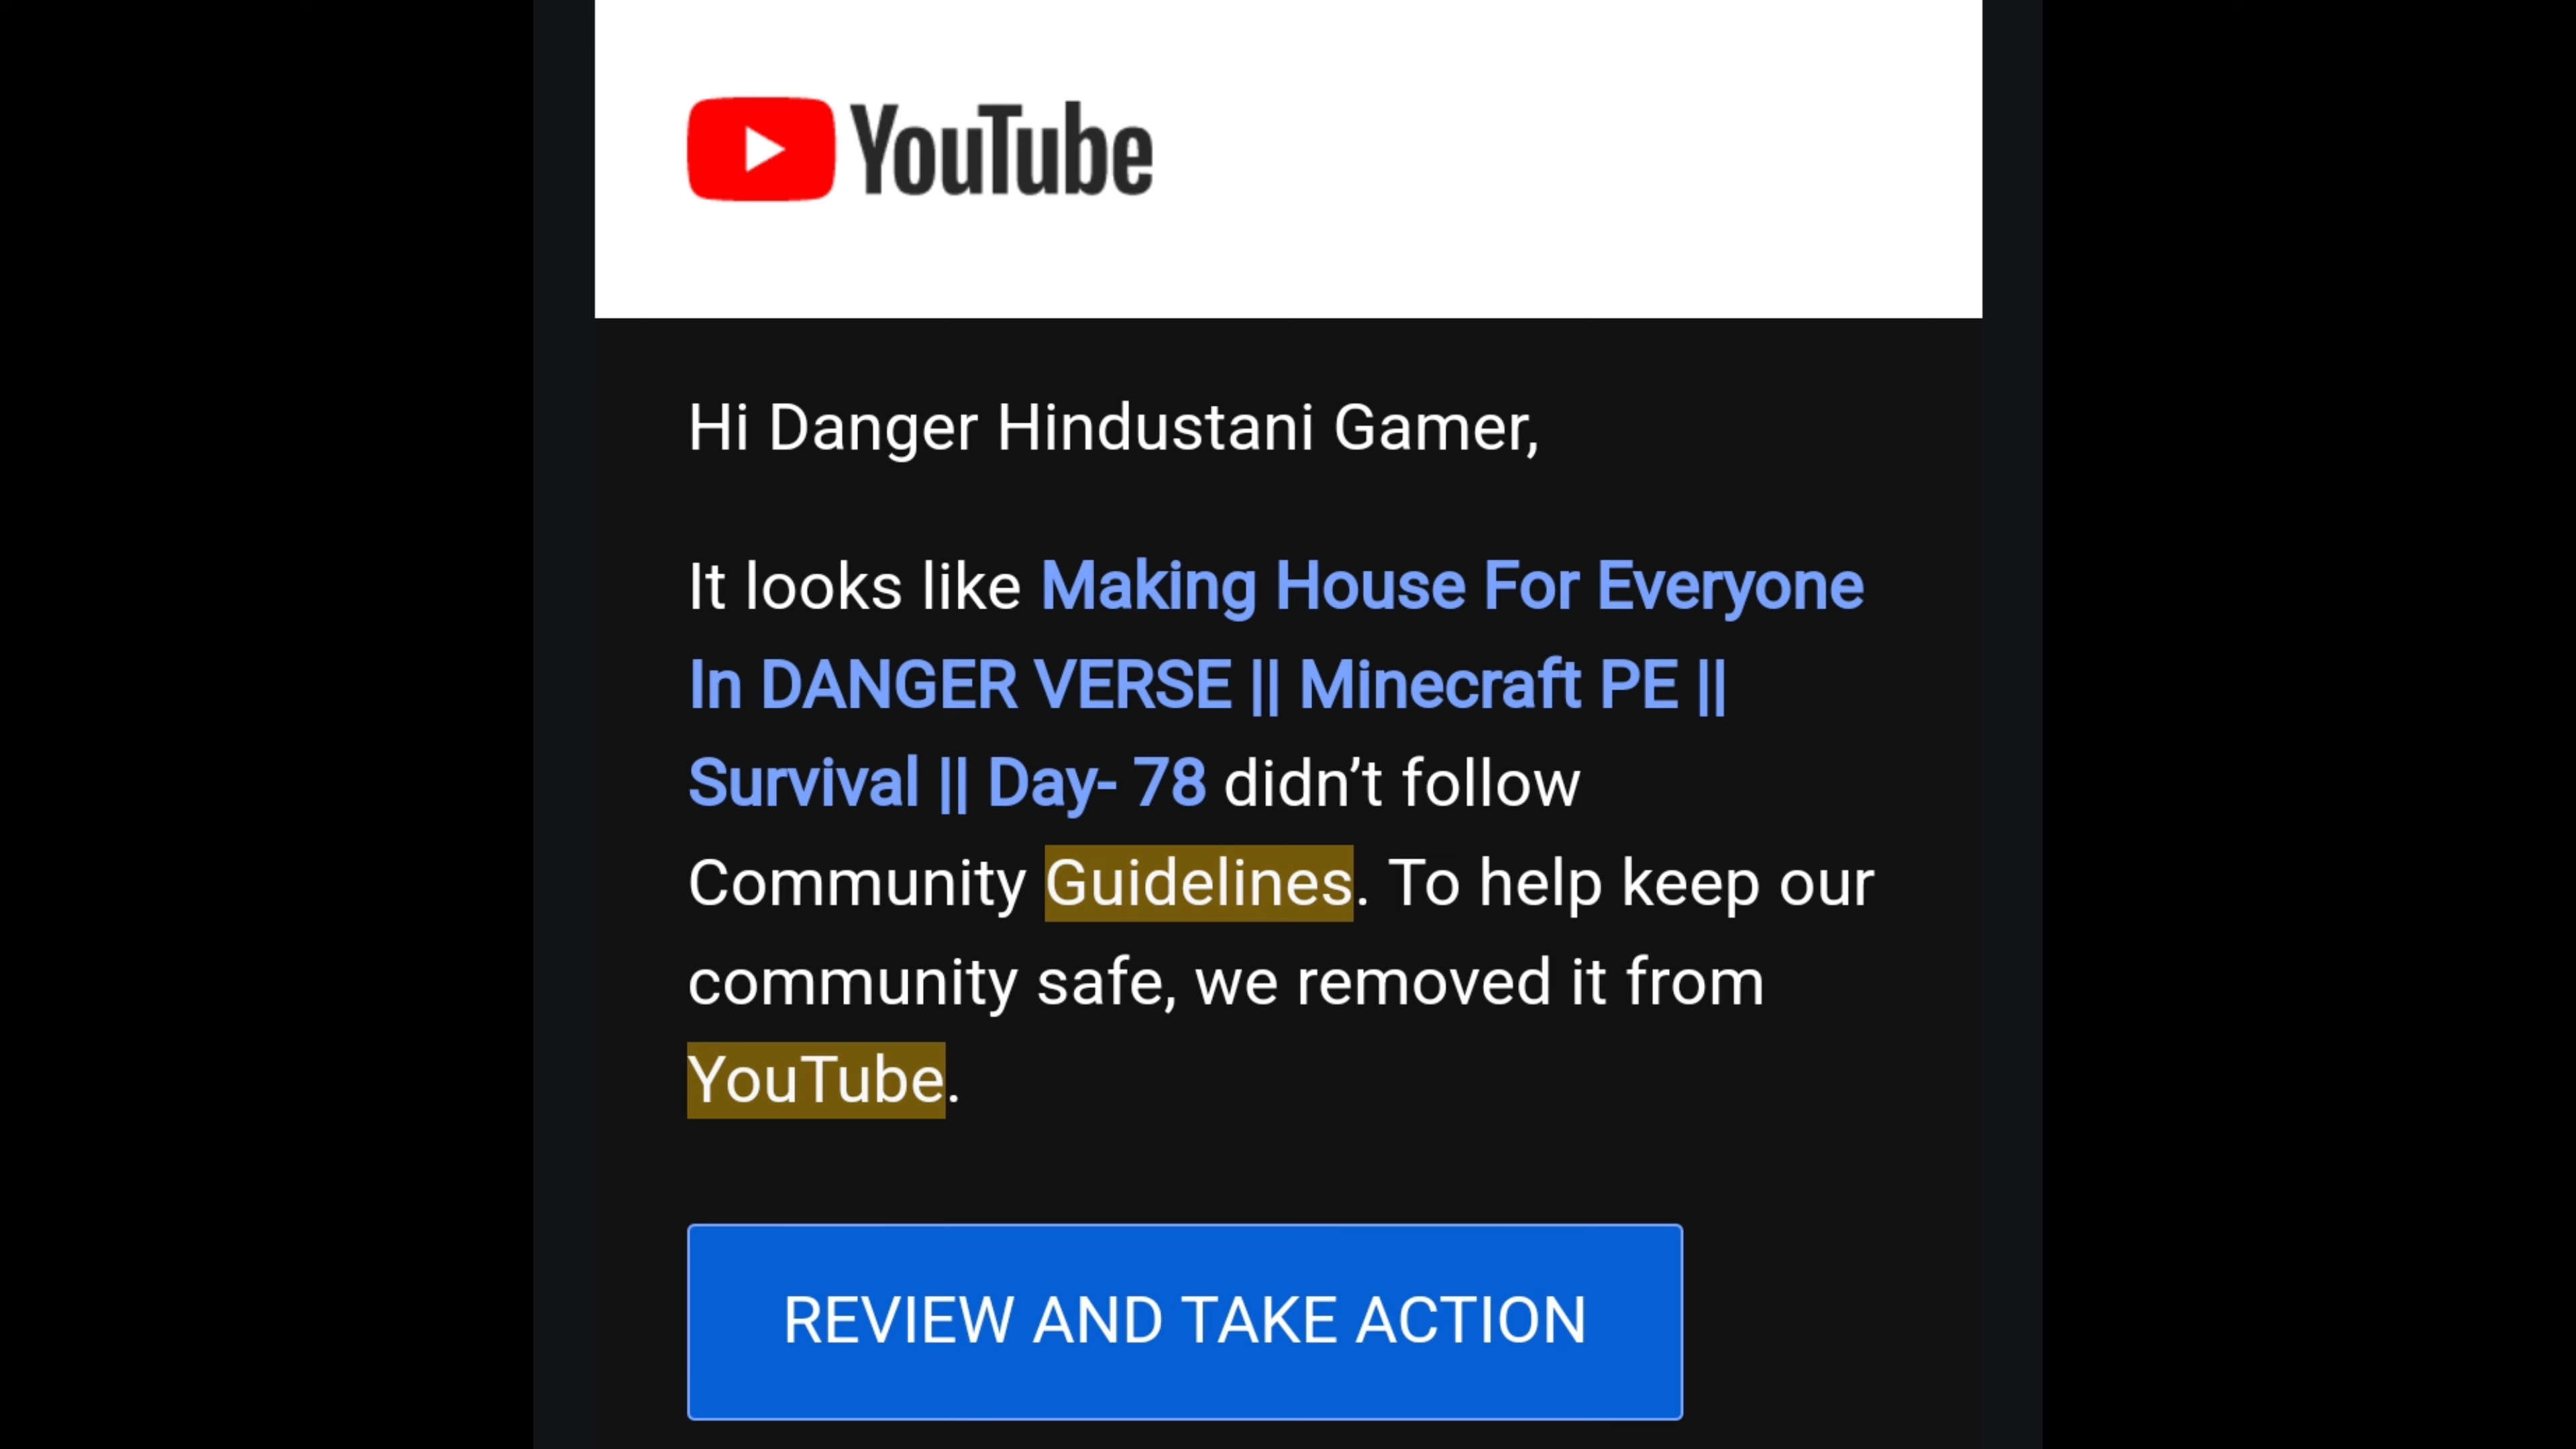 YouTube
Hi Danger Hindustani Gamer,
It looks like Making House For Everyone
In DANGER VERSE || Minecraft PE ||
Survival || Day- 78 didn’t follow
Community Guidelines. To help keep our
community safe, we removed it from
YouTube.
REVIEW AND TAKE ACTION